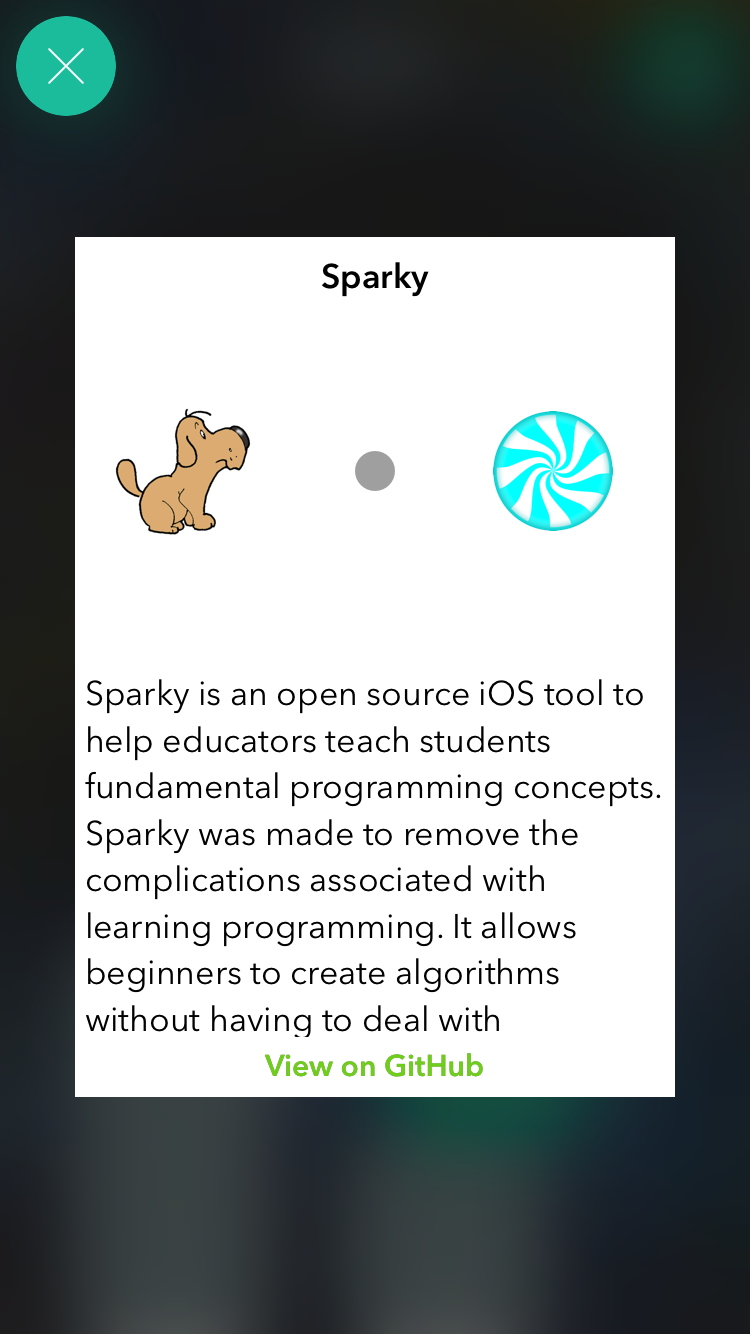 Sparky
Sparky is an open source iOS tool to
help educators teach students
fundamental programming concepts.
Sparky was made to remove the
complications associated with
learning programming. It allows
beginners to create algorithms
without having to deal with
View on GitHub